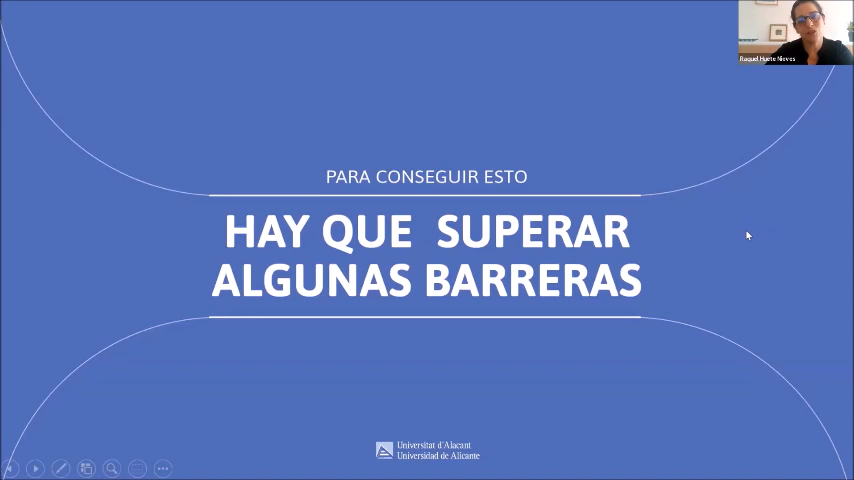 Raquel Huete Nieves
PARA CONSEGUIR ESTO
HAY QUE SUPERAR
ALGUNAS BARRERAS
Universitat d'Alacant
Universidad de Alicante